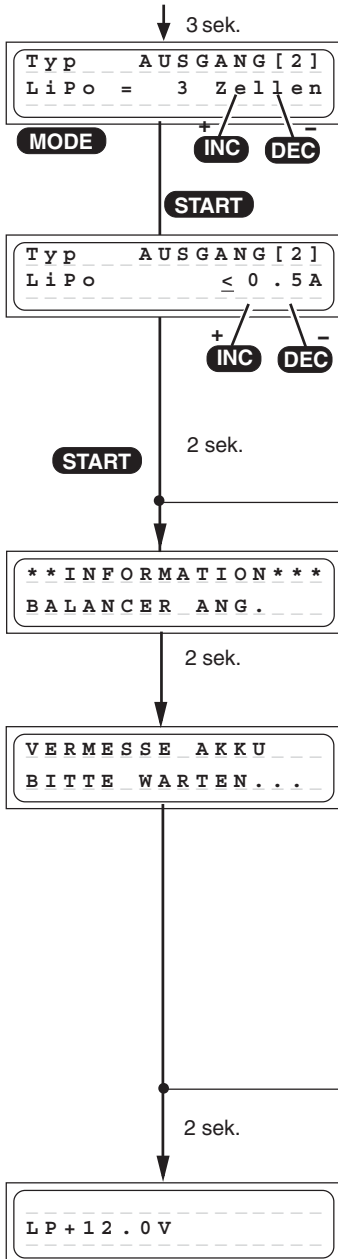 3 sek.
Typ AUSGANG[2]
LiPo = 3 Zellen
+ -
MODE INC DEC
START
Typ AUSGANG[2]
LiPo ≤0.5A
+ -
INC DEC
2 sek.
START
**INFORMATION***
BALANCER ANG.
2 sek.
VERMESSE AKKU
BITTE WARTEN...
2 sek.
LP+12.0V